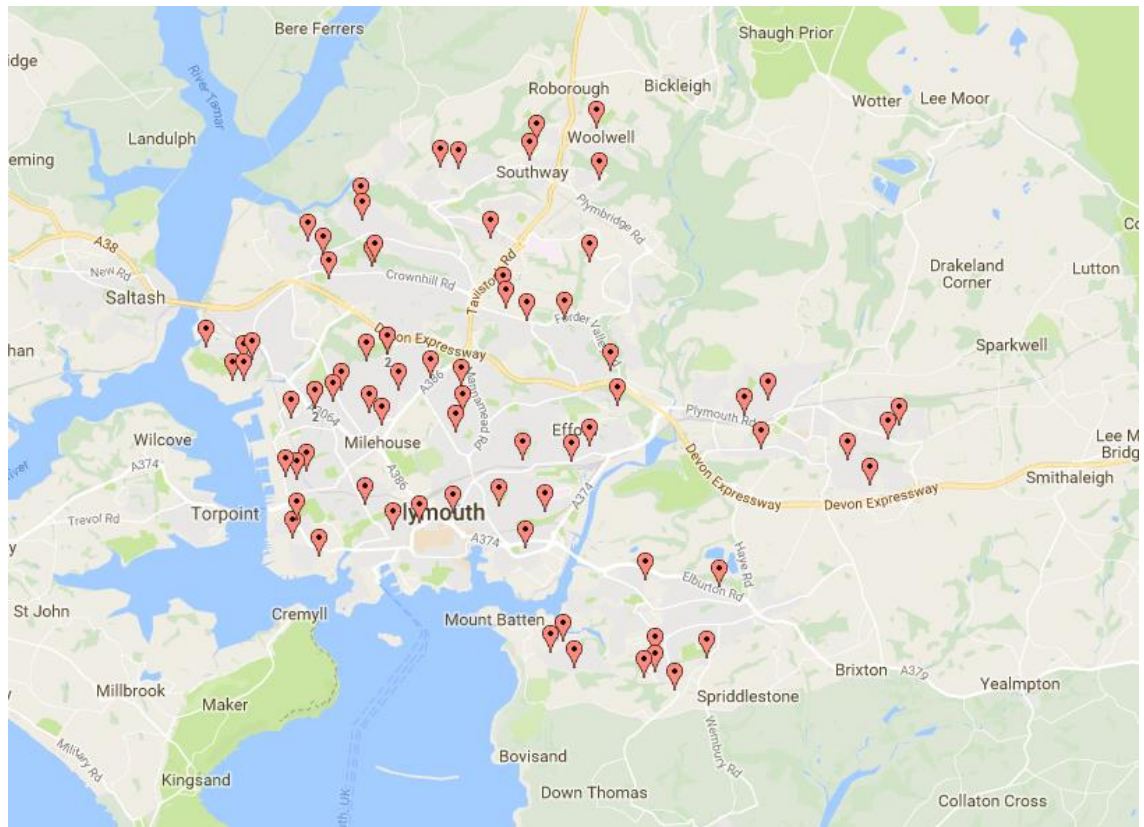 Bere Ferrers
Shaugh Prior
idge
River Tamar
Roborough
Bickleigh
Wotter
Lee Moor
Landulph
Woolwell
eming
Southway
Plymbridge Rd
A38
New Rd
Crownhill Rd
Tavistock Rd
Drakeland
Corner
Lutton
Saltash
Forder Valley Rd
Devon Expressway
han
Sparkwell
2
A386
Mannamead Rd
A3064
2
Plymouth Rd
Effo
Wilcove
Milehouse
Lee M
Bridg
A374
A386
A374
Devon Expressway
Devon Expressway
Smithaleigh
Trevol Rd
Torpoint
lymouth
A374
y
Haye Rd
Elburton Rd
St John
Cremyll
Mount Batten
Brixton
A379
Yealmpton
Millbrook
Maker
Spriddlestone
Military Rd
Kingsand
Bovisand
Wembury Rd
Down Thomas
Collaton Cross